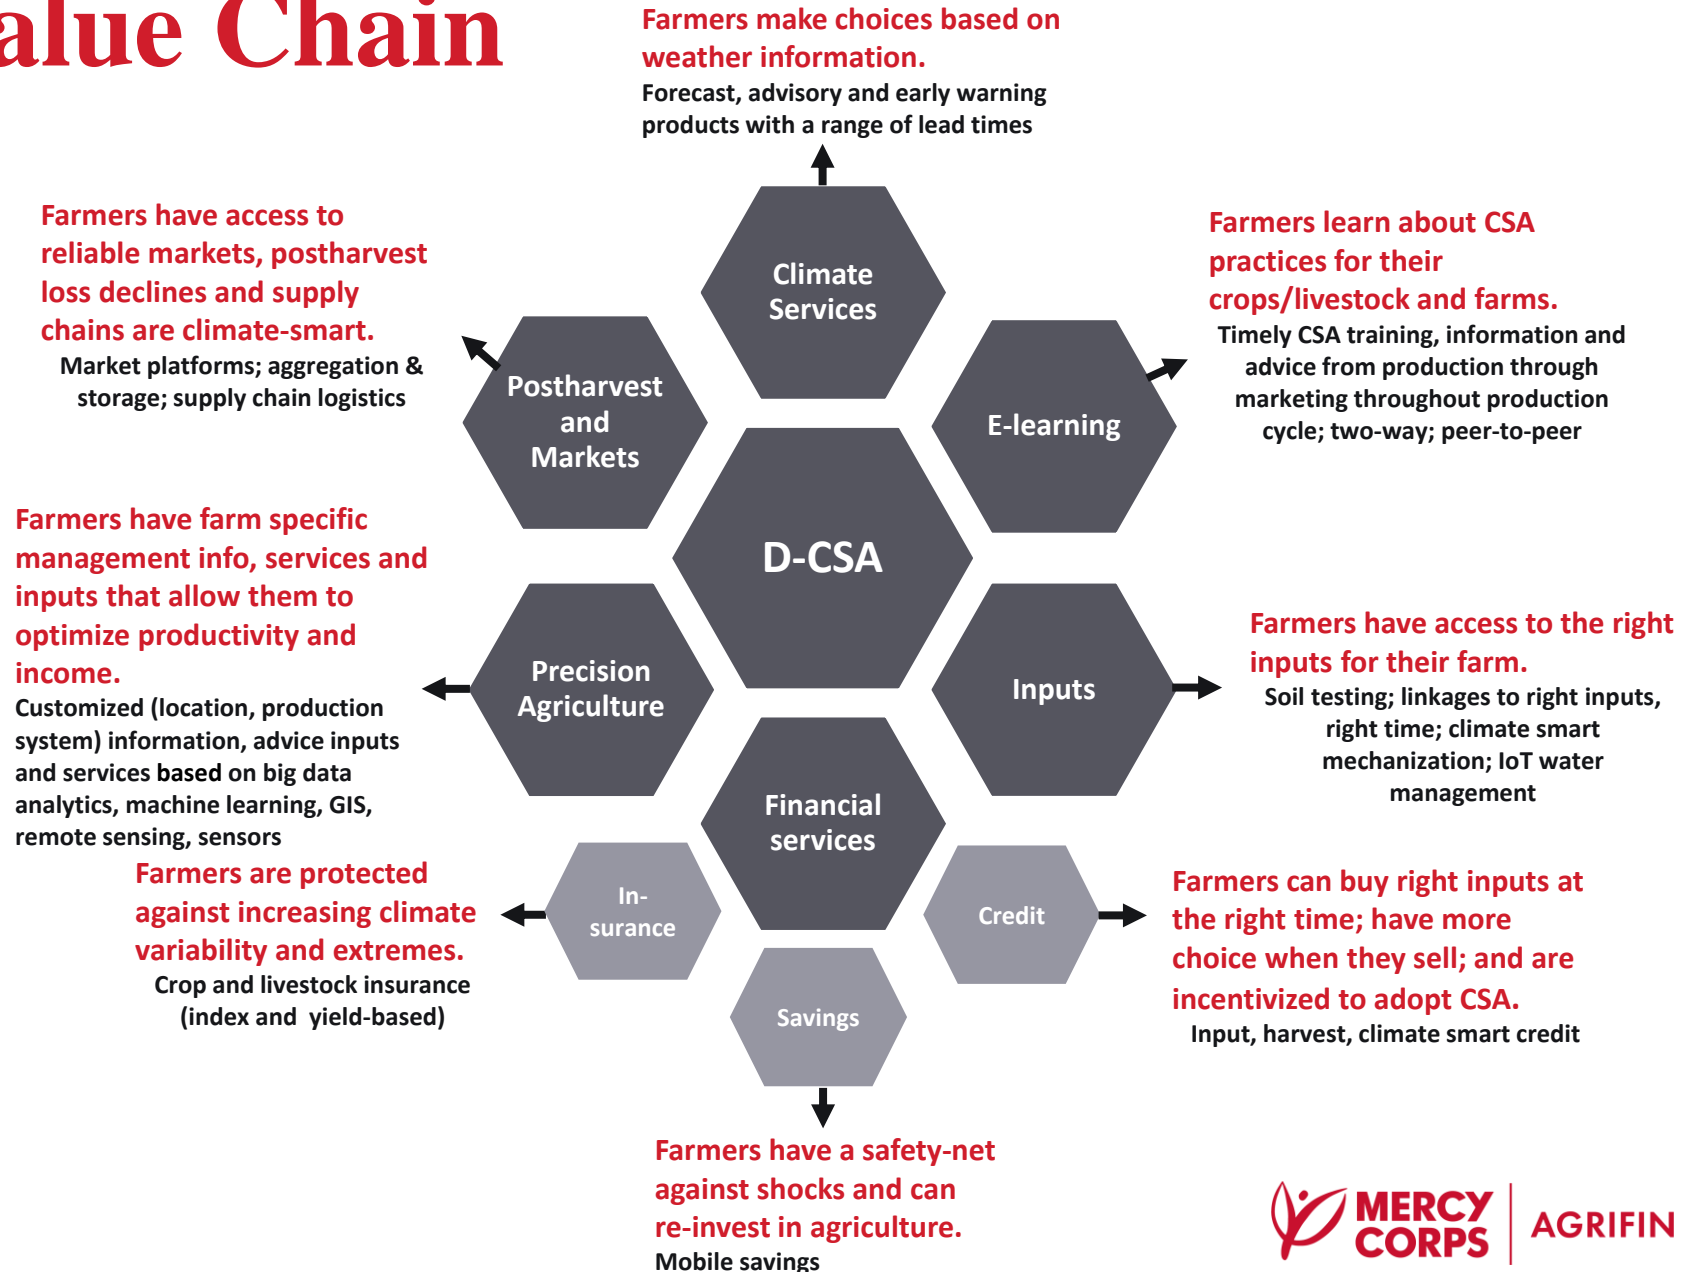 alue Chain
Farmers make choices based on
weather information.
Forecast, advisory and early warning
products with a range of lead times
Farmers have access to
reliable markets, postharvest
loss declines and supply
chains are climate-smart.
Market platforms; aggregation &
storage; supply chain logistics
Climate
Services
Farmers learn about CSA
practices for their
crops/livestock and farms.
Timely CSA training, information and
advice from production through
marketing throughout production
cycle; two-way; peer-to-peer
Postharvest
and
Markets
E-learning
D-CSA
Farmers have farm specific
management info, services and
inputs that allow them to
optimize productivity and
income.
Customized (location, production
system) information, advice inputs
and services based on big data
analytics, machine learning, GIS,
remote sensing, sensors
Precision
Agriculture
Inputs
Farmers have access to the right
inputs for their farm.
Soil testing; linkages to right inputs,
right time; climate smart
mechanization; IoT water
management
Financial
services
Farmers are protected
against increasing climate
variability and extremes.
Crop and livestock insurance
(index and  yield-based)
In-
surance
Credit
Farmers can buy right inputs at
the right time; have more
choice when they sell; and are
incentivized to adopt CSA.
Input, harvest, climate smart credit
Savings
Farmers have a safety-net
against shocks and can
re-invest in agriculture.
Mobile savings
MERCY
CORPS
AGRIFIN